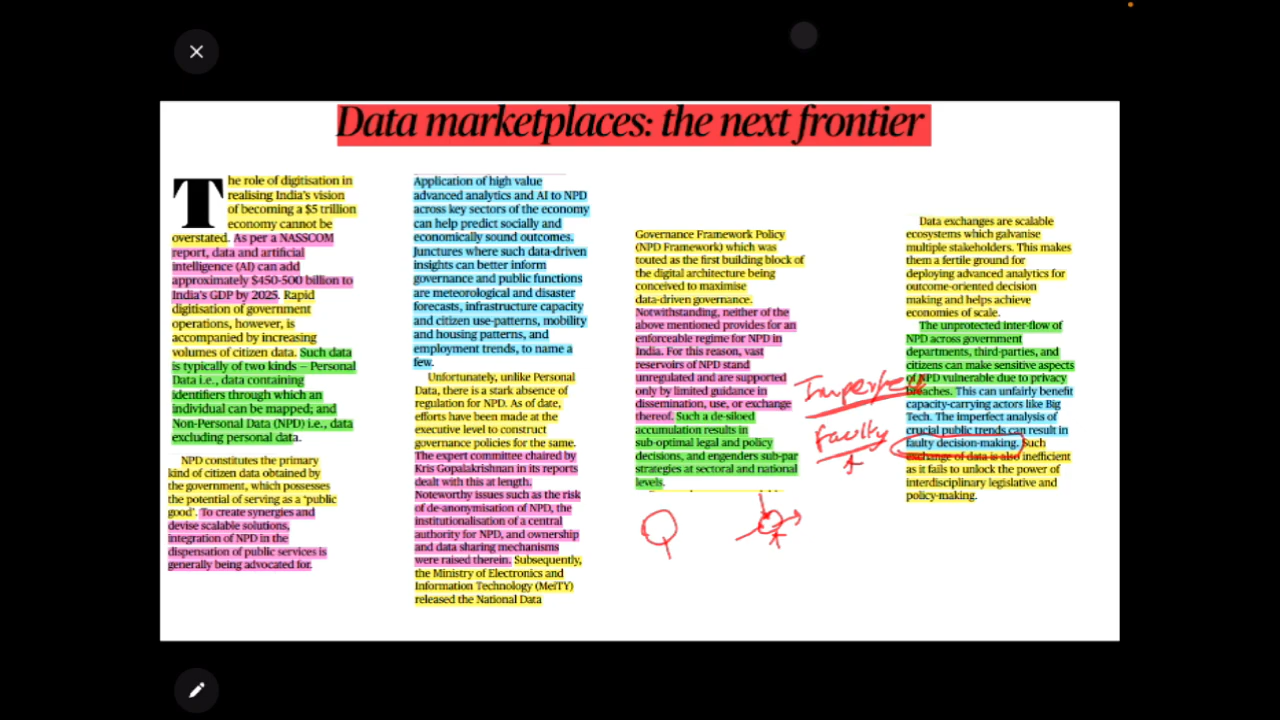 Data marketplaces: the next frontier
The role of digitisation in
realising India's vision
of becoming a $5 trillion
economy cannot be
overstated. As per a NASSCOM
report, data and artificial
intelligence (AI) can add
approximately $450-500 billion to
India's GDP by 2025. Rapid
digitisation of government
operations, however, is
accompanied by increasing
volumes of citizen data. Such data
is typically of two kinds — Personal
Data i.e., data containing
identifiers through which an
individual can be mapped; and
Non-Personal Data (NPD) i.e., data
excluding personal data.
NPD constitutes the primary
kind of citizen data obtained by
the government, which possesses
the potential of serving as a 'public
good'. To create synergies and
devise scalable solutions,
integration of NPD in the
dispensation of public services is
generally being advocated for.
Application of high value
advanced analytics and AI to NPD
across key sectors of the economy
can help predict socially and
economically sound outcomes.
Junctures where such data-driven
insights can better inform
governance and public functions
are meteorological and disaster
forecasts, infrastructure capacity
and citizen use-patterns, mobility
and housing patterns, and
employment trends, to name a
few.
Unfortunately, unlike Personal
Data, there is a stark absence of
regulation for NPD. As of date,
efforts have been made at the
executive level to construct
governance policies for the same.
The expert committee chaired by
Kris Gopalakrishnan in its reports
dealt with this at length.
Noteworthy issues such as the risk
of de-anonymisation of NPD, the
institutionalisation of a central
authority for NPD, and ownership
and data sharing mechanisms
were raised therein. Subsequently,
the Ministry of Electronics and
Information Technology (MeiTY)
released the National Data
Governance Framework Policy
(NPD Framework) which was
touted as the first building block of
the digital architecture being
conceived to maximise
data-driven governance.
Notwithstanding, neither of the
above mentioned provides for an
enforceable regime for NPD in
India. For this reason, vast
reservoirs of NPD stand
unregulated and are supported
only by limited guidance in
dissemination, use, or exchange
thereof. Such a de-siloed
accumulation results in
sub-optimal legal and policy
decisions, and engenders sub-par
strategies at sectoral and national
levels.
Imperfect
faculty
Data exchanges are scalable
ecosystems which galvanise
multiple stakeholders. This makes
them a fertile ground for
deploying advanced analytics for
outcome-oriented decision
making and helps achieve
economies of scale.
The unprotected inter-flow of
NPD across government
departments, third-parties, and
citizens can make sensitive aspects
of NPD vulnerable due to privacy
breaches. This can unfairly benefit
capacity-carrying actors like Big
Tech. The imperfect analysis of
crucial public trends can result in
faulty decision-making. Such
exchange of data is also inefficient
as it fails to unlock the power of
interdisciplinary legislative and
policy-making.